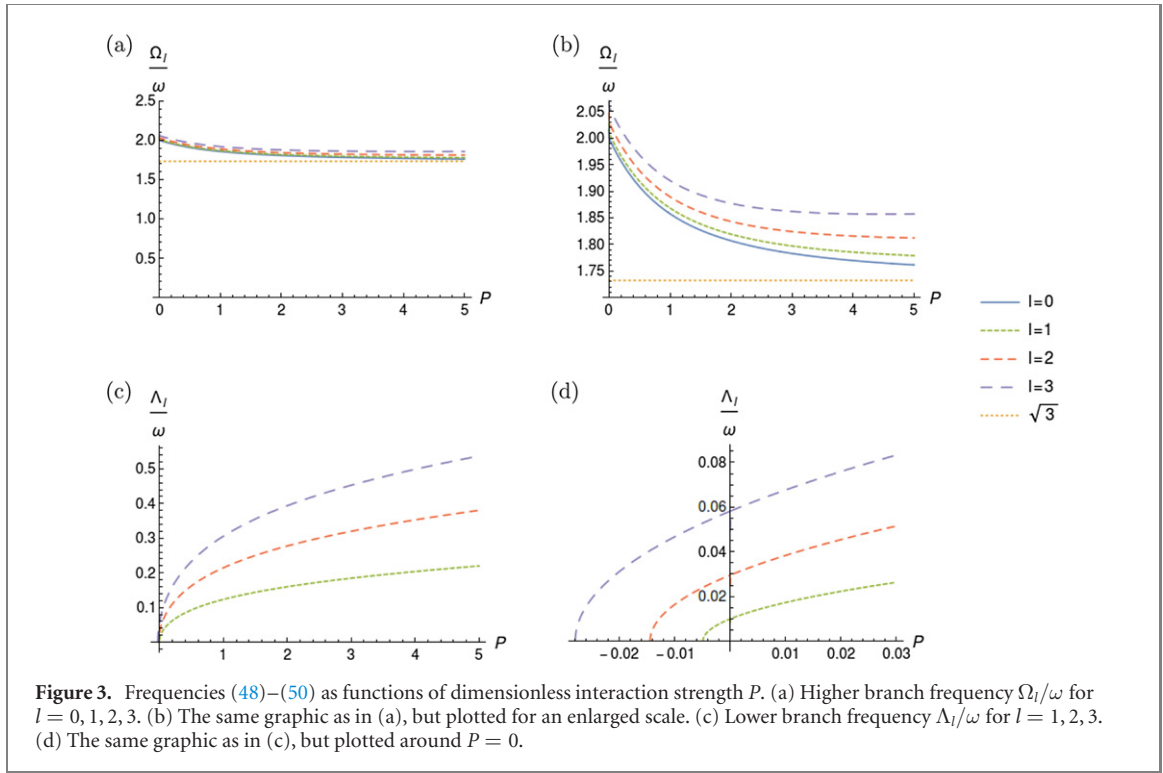 (a)
Ω_l
ω
2.5
2.0
1.5
1.0
0.5
0 1 2 3 4 5 P
(b)
Ω_l
ω
2.05
2.00
1.95
1.90
1.85
1.80
1.75
0 1 2 3 4 5 P
l=0
l=1
l=2
l=3
√3
(c)
Λ_l
ω
0.5
0.4
0.3
0.2
0.1
1 2 3 4 5 P
(d)
Λ_l
ω
0.08
0.06
0.04
0.02
-0.02 -0.01 0.01 0.02 0.03 P
Figure 3. Frequencies (48)–(50) as functions of dimensionless interaction strength P. (a) Higher branch frequency Ω_l/ω for
l = 0, 1, 2, 3. (b) The same graphic as in (a), but plotted for an enlarged scale. (c) Lower branch frequency Λ_l/ω for l = 1, 2, 3.
(d) The same graphic as in (c), but plotted around P = 0.